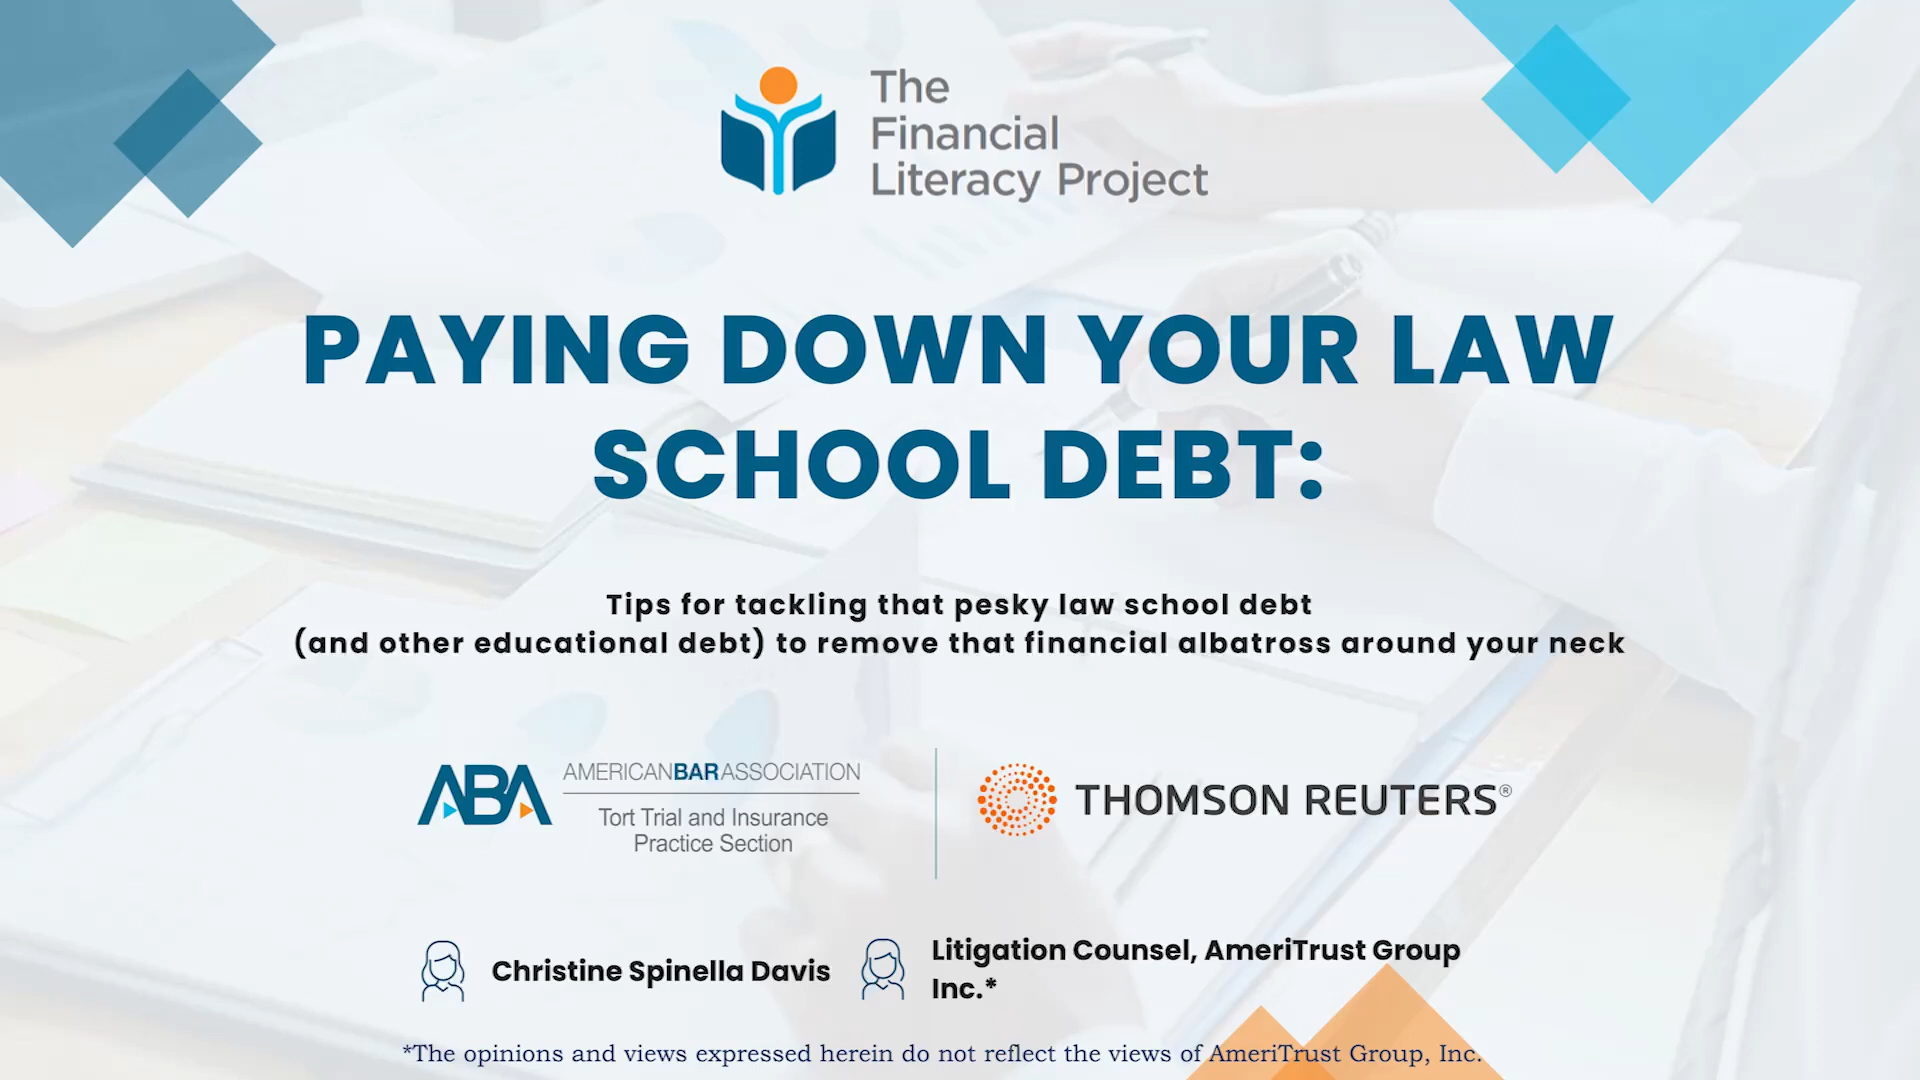 The
Financial
Literacy Project
PAYING DOWN YOUR LAW
SCHOOL DEBT:
Tips for tackling that pesky law school debt
(and other educational debt) to remove that financial albatross around your neck
ABA
AMERICANBARASSOCIATION
Tort Trial and Insurance
Practice Section
THOMSON REUTERS®
Christine Spinella Davis
Litigation Counsel, AmeriTrust Group
Inc.*
*The opinions and views expressed herein do not reflect the views of AmeriTrust Group, Inc.